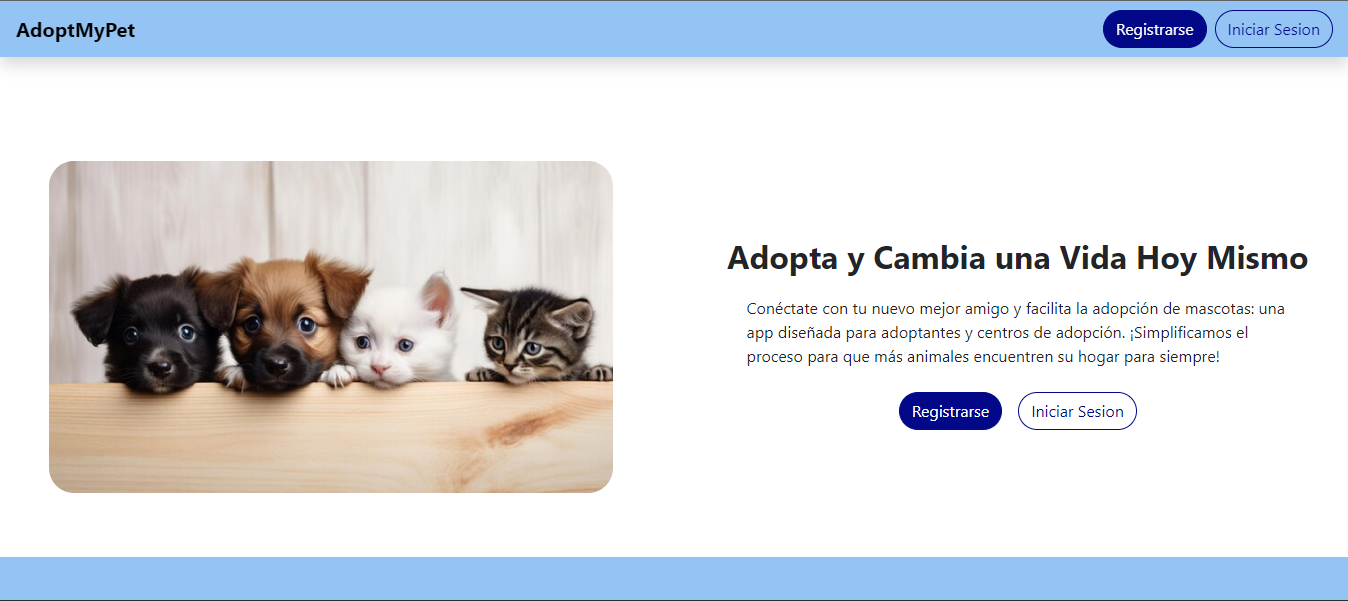 AdoptMyPet
Registrarse
Iniciar Sesion
Adopta y Cambia una Vida Hoy Mismo
Conéctate con tu nuevo mejor amigo y facilita la adopción de mascotas: una
app diseñada para adoptantes y centros de adopción. ¡Simplificamos el
proceso para que más animales encuentren su hogar para siempre!
Registrarse
Iniciar Sesion